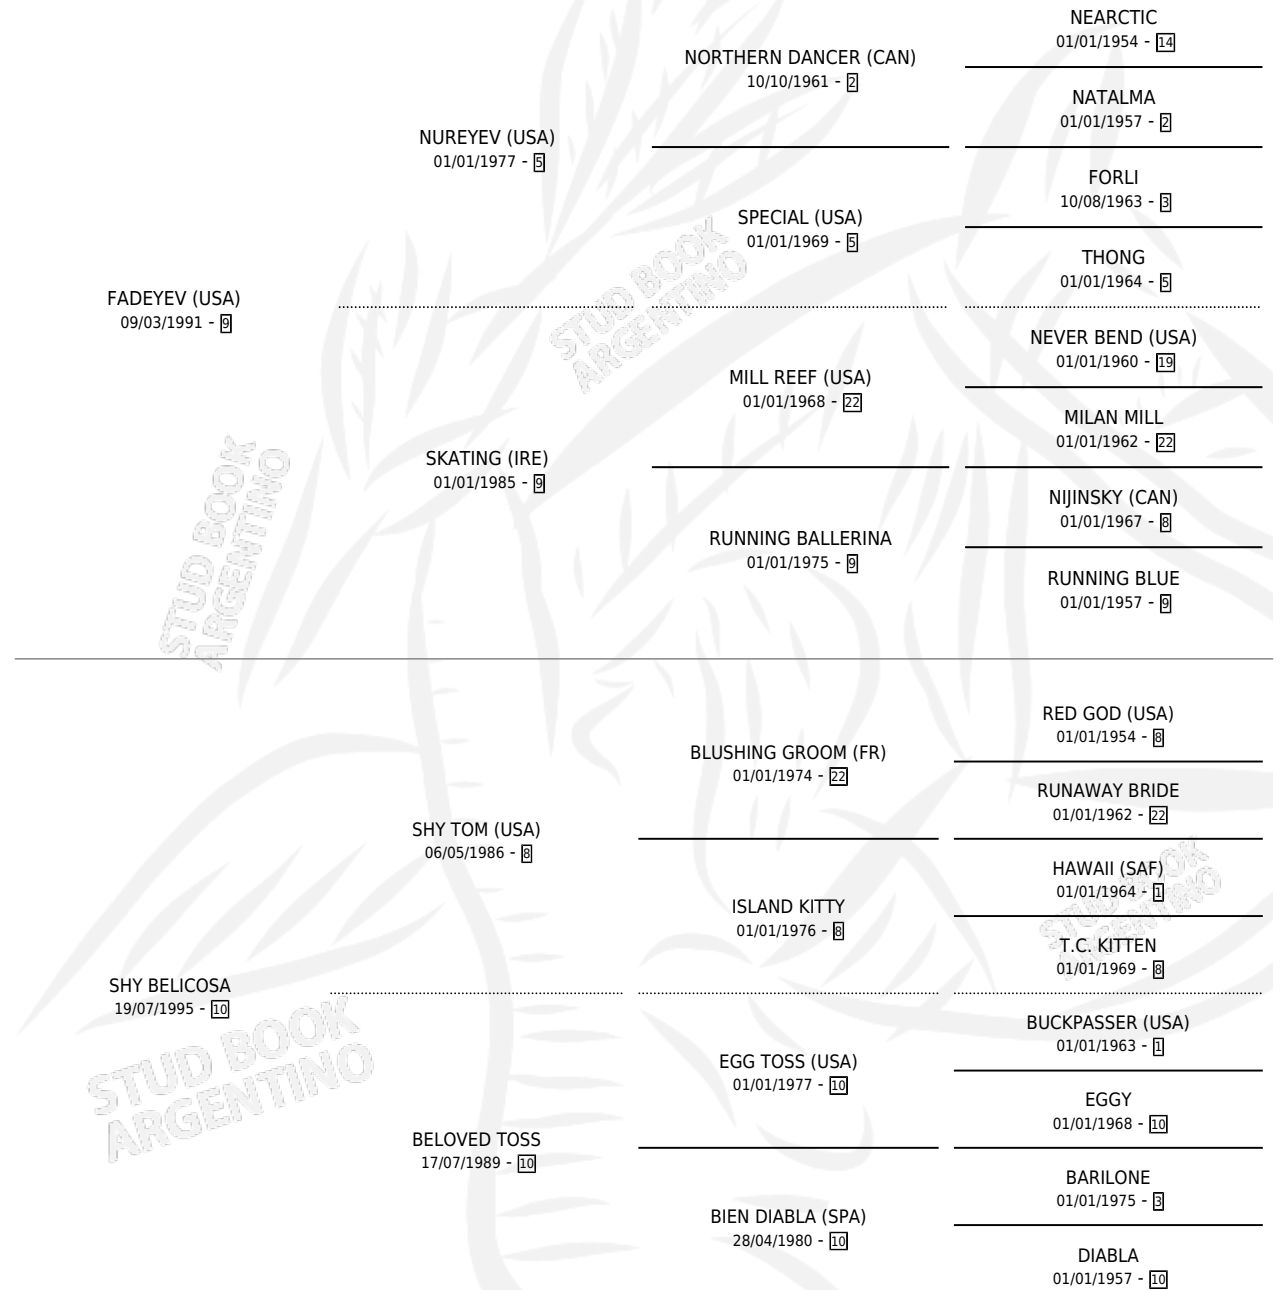 NEARCTIC
01/01/1954 - 14
NORTHERN DANCER (CAN)
10/10/1961 - 2
NATALMA
01/01/1957 - 2
NUREYEV (USA)
01/01/1977 - 5
FORLI
10/08/1963 - 3
SPECIAL (USA)
01/01/1969 - 5
THONG
01/01/1964 - 5
FADEYEV (USA)
09/03/1991 - 9
NEVER BEND (USA)
01/01/1960 - 19
MILL REEF (USA)
01/01/1968 - 22
MILAN MILL
01/01/1962 - 22
SKATING (IRE)
01/01/1985 - 9
NIJINSKY (CAN)
01/01/1967 - 8
RUNNING BALLERINA
01/01/1975 - 9
RUNNING BLUE
01/01/1957 - 9
RED GOD (USA)
01/01/1954 - 8
BLUSHING GROOM (FR)
01/01/1974 - 22
RUNAWAY BRIDE
01/01/1962 - 22
SHY TOM (USA)
06/05/1986 - 8
HAWAII (SAF)
01/01/1964 - 1
ISLAND KITTY
01/01/1976 - 8
T.C. KITTEN
01/01/1969 - 8
SHY BELICOSA
19/07/1995 - 10
BUCKPASSER (USA)
01/01/1963 - 1
EGG TOSS (USA)
01/01/1977 - 10
EGGY
01/01/1968 - 10
BELOVED TOSS
17/07/1989 - 10
BARILONE
01/01/1975 - 3
BIEN DIABLA (SPA)
28/04/1980 - 10
DIABLA
01/01/1957 - 10
STUD BOOK
ARGENTINO
STUD BOOK
ARGENTINO
STUD BOOK
ARGENTINO
STUD BOOK
ARGENTINO